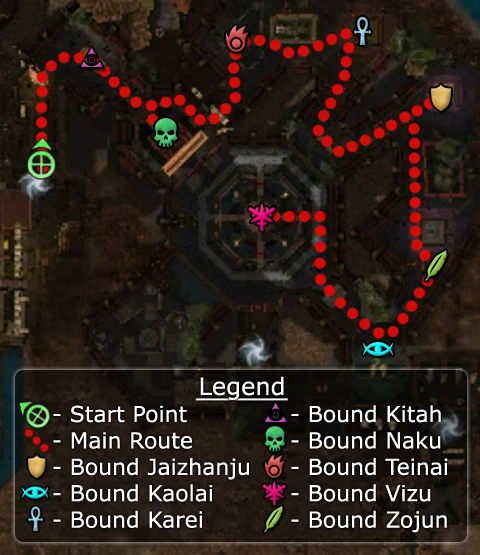 Legend
- Start Point
- Main Route
- Bound Jaizhanju
- Bound Kaolai
- Bound Karei
- Bound Kitah
- Bound Naku
- Bound Teinai
- Bound Vizu
- Bound Zojun